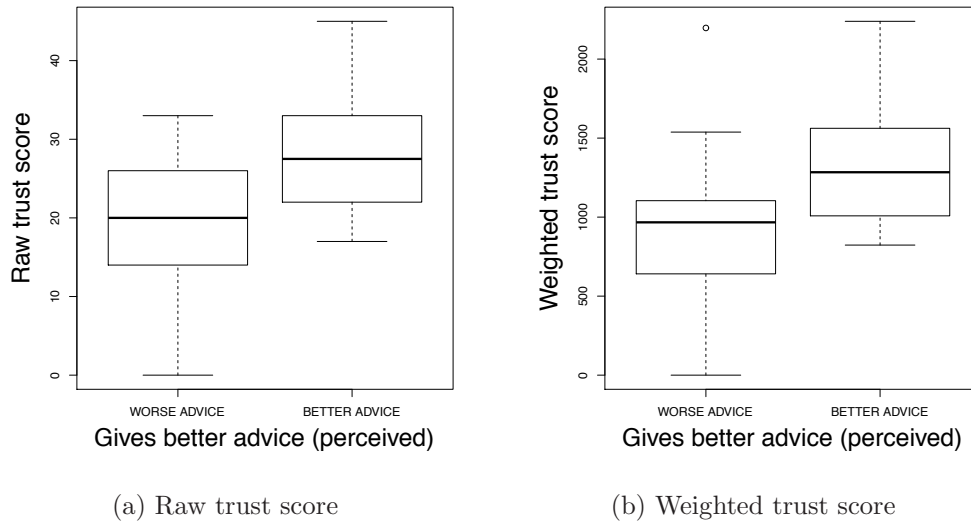 Raw trust score
40
30
20
10
0
WORSE ADVICE
BETTER ADVICE
Gives better advice (perceived)
(a) Raw trust score
Weighted trust score
2000
1500
1000
500
0
WORSE ADVICE
BETTER ADVICE
Gives better advice (perceived)
(b) Weighted trust score